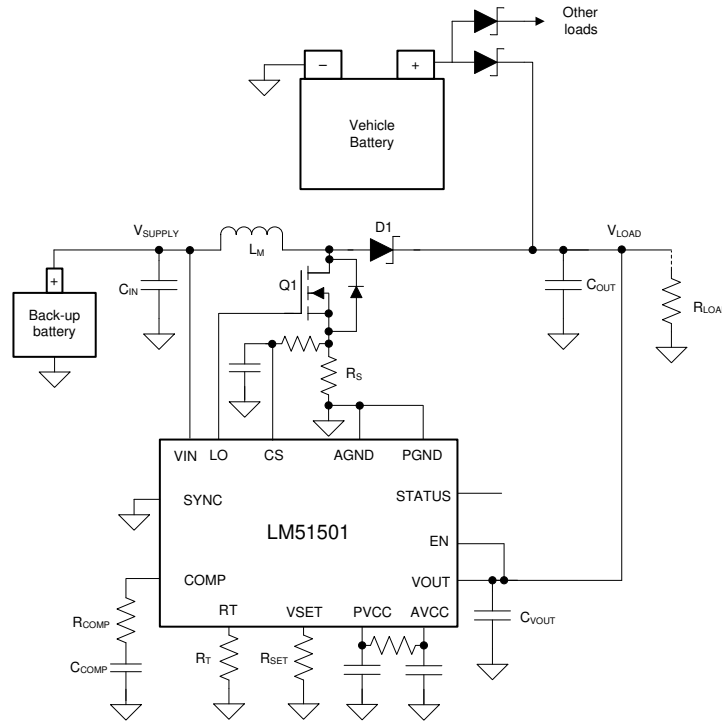 Other
loads
−
+
Vehicle
Battery
D1
VSUPPLY
LM
VLOAD
Q1
CIN
COUT
RLOA
+
Back-up
battery
RS
VIN
LO
CS
AGND
PGND
SYNC
STATUS
LM51501
EN
COMP
VOUT
RT
VSET
PVCC
AVCC
RCOMP
CVOUT
RT
RSET
CCOMP